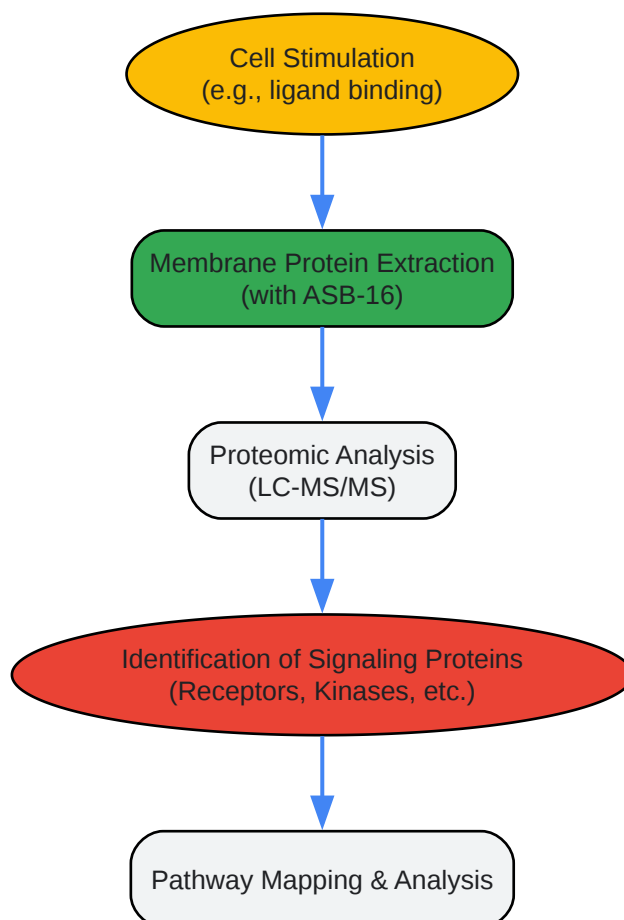 Cell Stimulation
(e.g., ligand binding)
Membrane Protein Extraction
(with ASB-16)
Proteomic Analysis
(LC-MS/MS)
Identification of Signaling Proteins
(Receptors, Kinases, etc.)
Pathway Mapping & Analysis